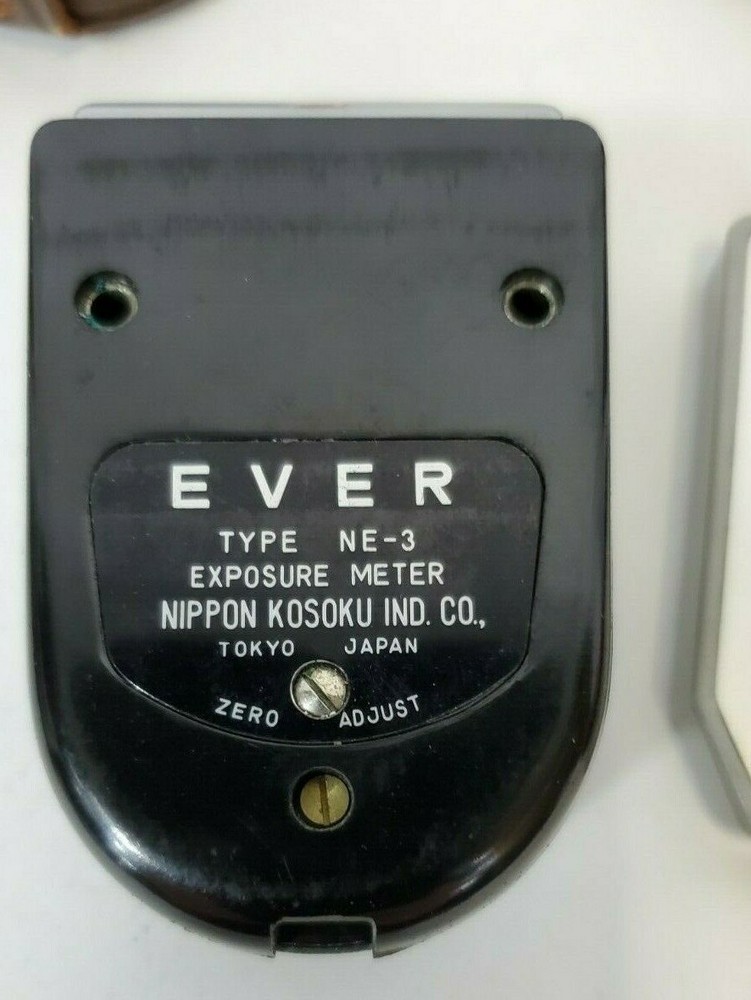 EVER
TYPE NE-3
EXPOSURE METER
NIPPON KOSOKU IND. CO.,
TOKYO JAPAN
ZERO ADJUST